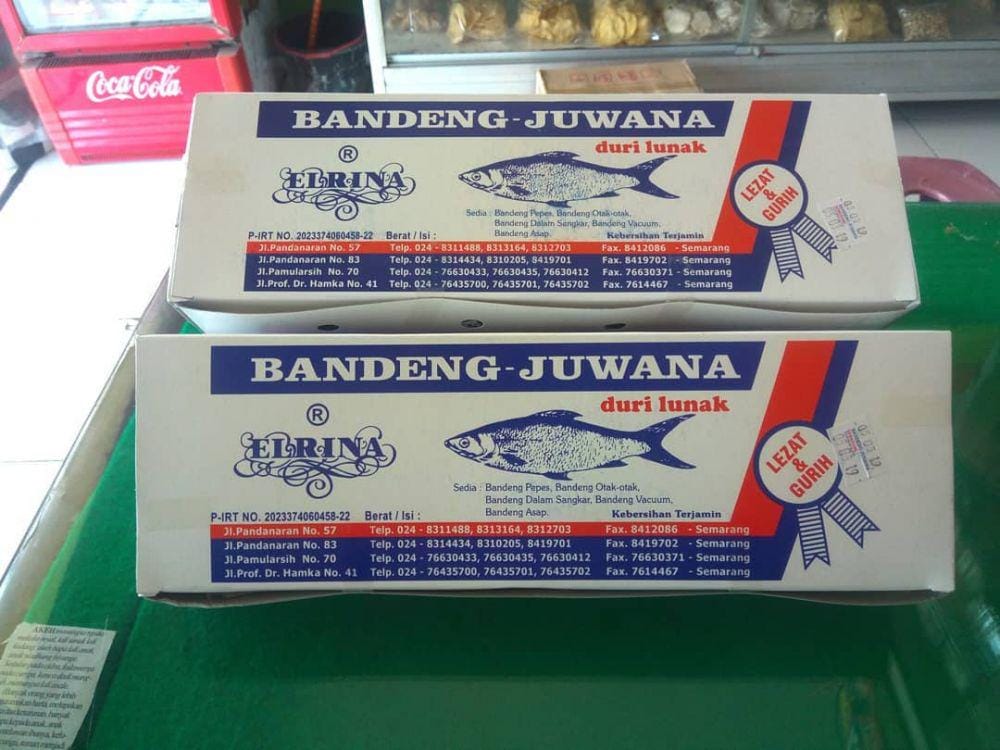 Coca-Cola
BANDENG-JUWANA
duri lunak
®
ELRINA
Sedia : Bandeng Pepes, Bandeng Otak-otak,
Bandeng Dalam Sangkar, Bandeng Vacuum,
Bandeng Asap.
Kebersihan Terjamin
LEZAT
&
GURIH
P-IRT NO. 2023374060458-22 Berat / Isi :
Jl.Pandanaran No. 57 Telp. 024 - 8311488, 8313164, 8312703 Fax. 8412086 - Semarang
Jl.Pandanaran No. 83 Telp. 024 - 8314434, 8310205, 8419701 Fax. 8419702 - Semarang
Jl.Pamularsih No. 70 Telp. 024 - 76630433, 76630435, 76630412 Fax. 76630371 - Semarang
Jl.Prof. Dr. Hamka No. 41 Telp. 024 - 76435700, 76435701, 76435702 Fax. 7614467 - Semarang
BANDENG-JUWANA
duri lunak
®
ELRINA
Sedia : Bandeng Pepes, Bandeng Otak-otak,
Bandeng Dalam Sangkar, Bandeng Vacuum,
Bandeng Asap.
Kebersihan Terjamin
LEZAT
&
GURIH
P-IRT NO. 2023374060458-22 Berat / Isi :
Jl.Pandanaran No. 57 Telp. 024 - 8311488, 8313164, 8312703 Fax. 8412086 - Semarang
Jl.Pandanaran No. 83 Telp. 024 - 8314434, 8310205, 8419701 Fax. 8419702 - Semarang
Jl.Pamularsih No. 70 Telp. 024 - 76630433, 76630435, 76630412 Fax. 76630371 - Semarang
Jl.Prof. Dr. Hamka No. 41 Telp. 024 - 76435700, 76435701, 76435702 Fax. 7614467 - Semarang
AKEH